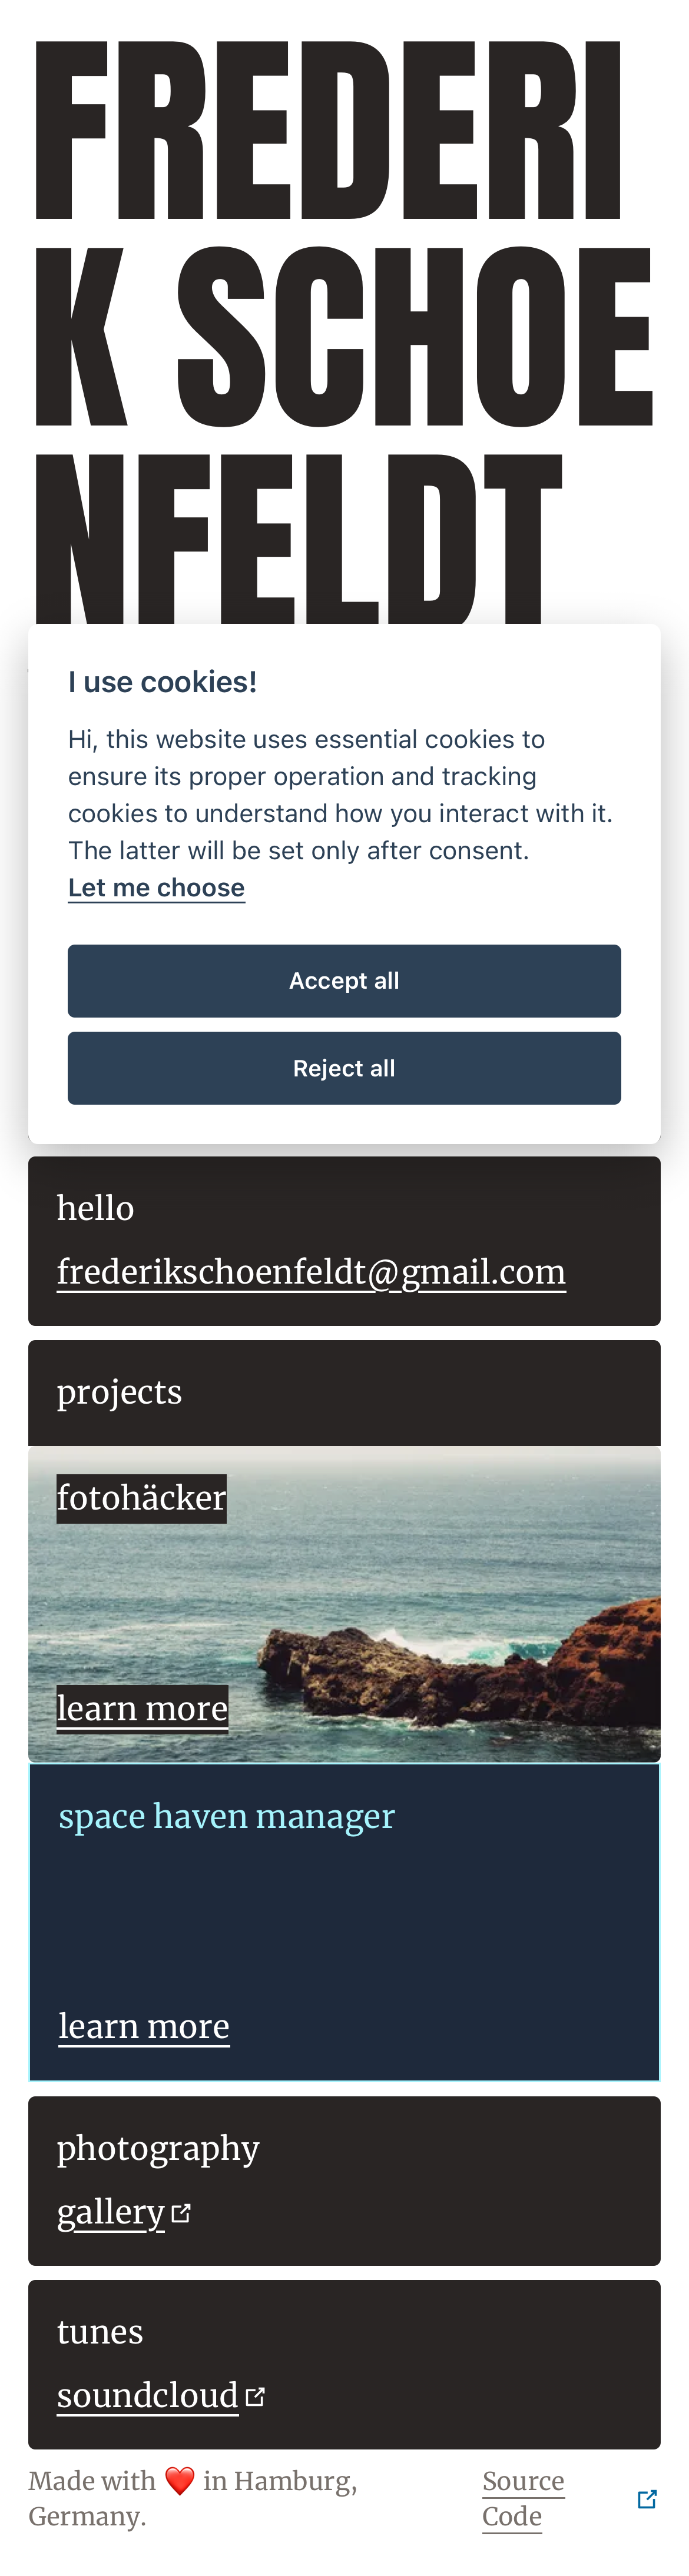 FREDERI
K SCHOE
NFELDT
I use cookies!
Hi, this website uses essential cookies to
ensure its proper operation and tracking
cookies to understand how you interact with it.
The latter will be set only after consent.
Let me choose
Accept all
Reject all
hello
frederikschoenfeldt@gmail.com
projects
fotohäcker
learn more
space haven manager
learn more
photography
gallery
tunes
soundcloud
Made with ❤️ in Hamburg,
Germany.
Source
Code